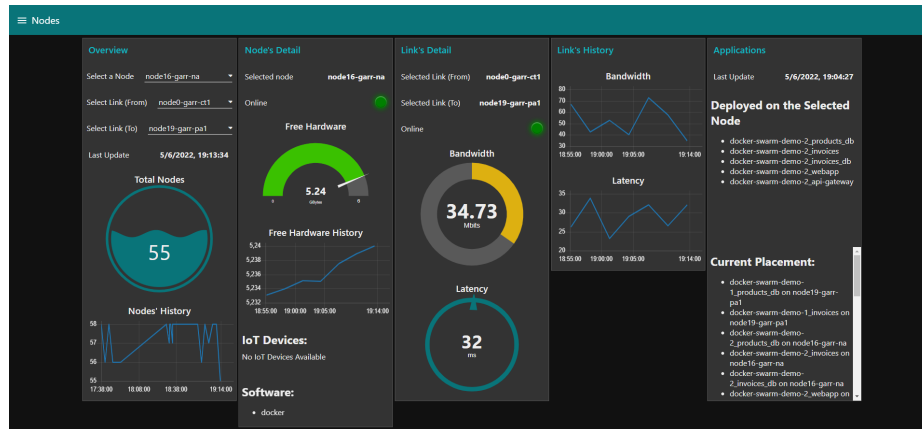 Nodes
Overview
Select a Node node16-garr-na
Select Link (From) node0-garr-ct1
Select Link (To) node19-garr-pa1
Last Update 5/6/2022, 19:13:34
Total Nodes
55
Nodes' History
58
57
56
55
17:38:00 18:08:00 18:38:00 19:14:00
Node's Detail
Selected node node16-garr-na
Online
Free Hardware
5.24
GBytes
Free Hardware History
5,24
5,238
5,236
5,234
5,232
18:55:00 19:00:00 19:05:00 19:14:00
IoT Devices:
No IoT Devices Available
Software:
• docker
Link's Detail
Selected Link (From) node0-garr-ct1
Selected Link (To) node19-garr-pa1
Online
Bandwidth
34.73
Mbits
Latency
32
ms
Link's History
Bandwidth
80
70
60
50
40
30
18:55:00 19:00:00 19:05:00 19:14:00
Latency
35
30
25
20
18:55:00 19:00:00 19:05:00 19:14:00
Applications
Last Update 5/6/2022, 19:04:27
Deployed on the Selected
Node
• docker-swarm-demo-2_products_db
• docker-swarm-demo-2_invoices
• docker-swarm-demo-2_invoices_db
• docker-swarm-demo-2_webapp
• docker-swarm-demo-2_api-gateway
Current Placement:
• docker-swarm-demo-
1_products_db on node19-garr-
pa1
• docker-swarm-demo-1_invoices on
node19-garr-pa1
• docker-swarm-demo-
2_products_db on node16-garr-na
• docker-swarm-demo-2_invoices on
node16-garr-na
• docker-swarm-demo-
2_invoices_db on node16-garr-na
• docker-swarm-demo-2_webapp on